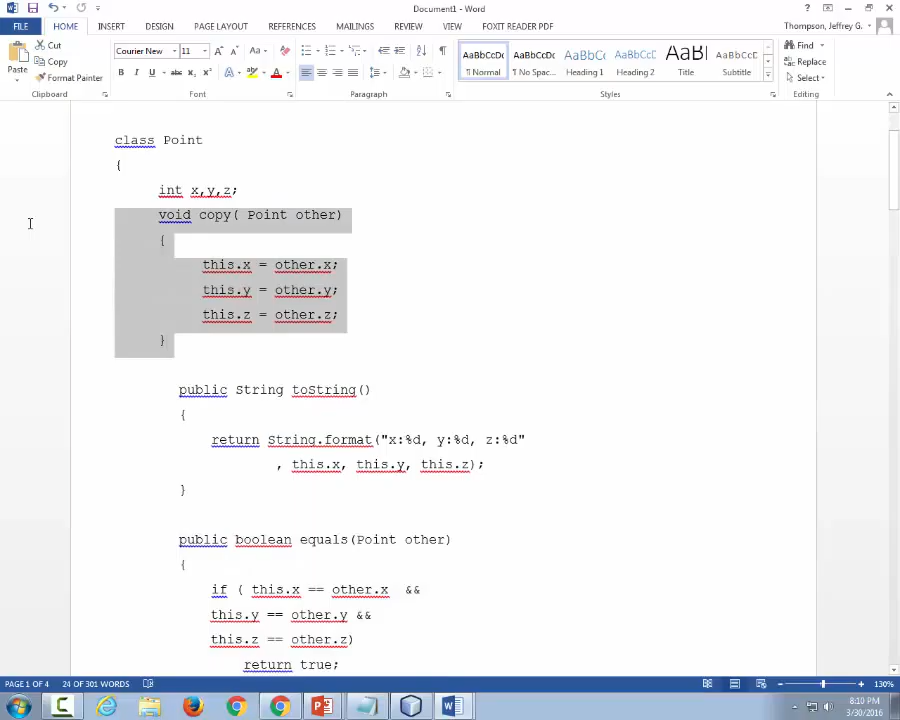 Document1 - Word
FILE HOME INSERT DESIGN PAGE LAYOUT REFERENCES MAILINGS REVIEW VIEW FOXIT READER PDF
Thompson, Jeffrey G.
Paste
Cut
Copy
Format Painter
Clipboard
Courier New 11
Font
Paragraph
AaBbCcDc AaBbCcDc AaBbCc AaBbCc AaBl AaBbCcD
¶ Normal ¶ No Spac... Heading 1 Heading 2 Title Subtitle
Styles
Find
Replace
Select
Editing
class Point
{
int x,y,z;
void copy( Point other)
{
this.x = other.x;
this.y = other.y;
this.z = other.z;
}
public String toString()
{
return String.format("x:%d, y:%d, z:%d"
, this.x, this.y, this.z);
}
public boolean equals(Point other)
{
if ( this.x == other.x &&
this.y == other.y &&
this.z == other.z)
return true;
PAGE 1 OF 4 24 OF 301 WORDS
130%
8:10 PM
3/30/2016